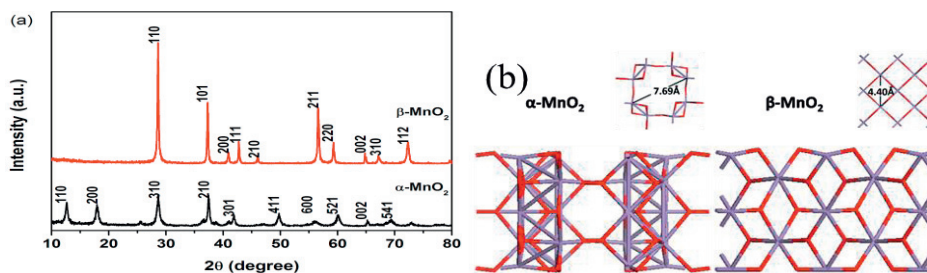 (a)
Intensity (a.u.)
110
101
200
111
210
211
220
002
310
112
β-MnO₂
110
200
310
210
301
411
600
521
002
541
α-MnO₂
10 20 30 40 50 60 70 80
2θ (degree)
(b)
α-MnO₂
7.69Å
β-MnO₂
4.40Å